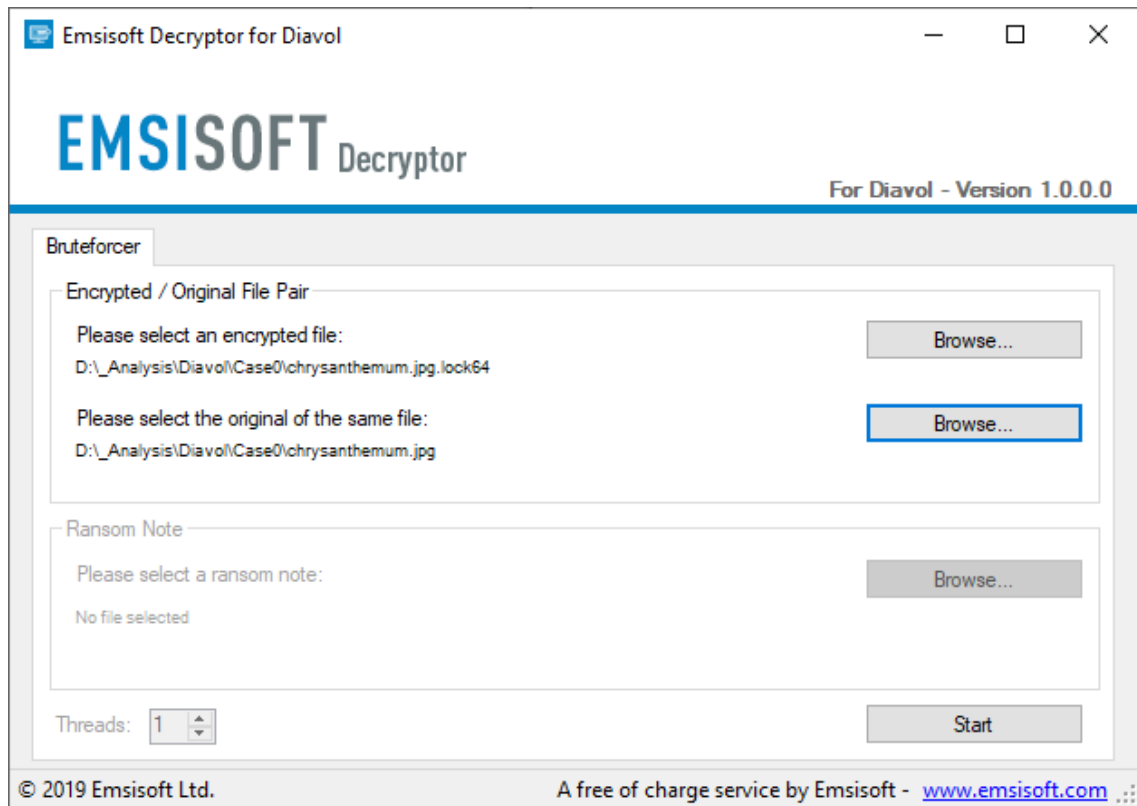 Emsisoft Decryptor for Diavol
EMSISOFT Decryptor
For Diavol - Version 1.0.0.0
Bruteforcer
Encrypted / Original File Pair
Please select an encrypted file:
Browse...
D:\_Analysis\Diavol\Case0\chrysanthemum.jpg.lock64
Please select the original of the same file:
Browse...
D:\_Analysis\Diavol\Case0\chrysanthemum.jpg
Ransom Note
Please select a ransom note:
Browse...
No file selected
Threads: 1
Start
© 2019 Emsisoft Ltd.
A free of charge service by Emsisoft - www.emsisoft.com